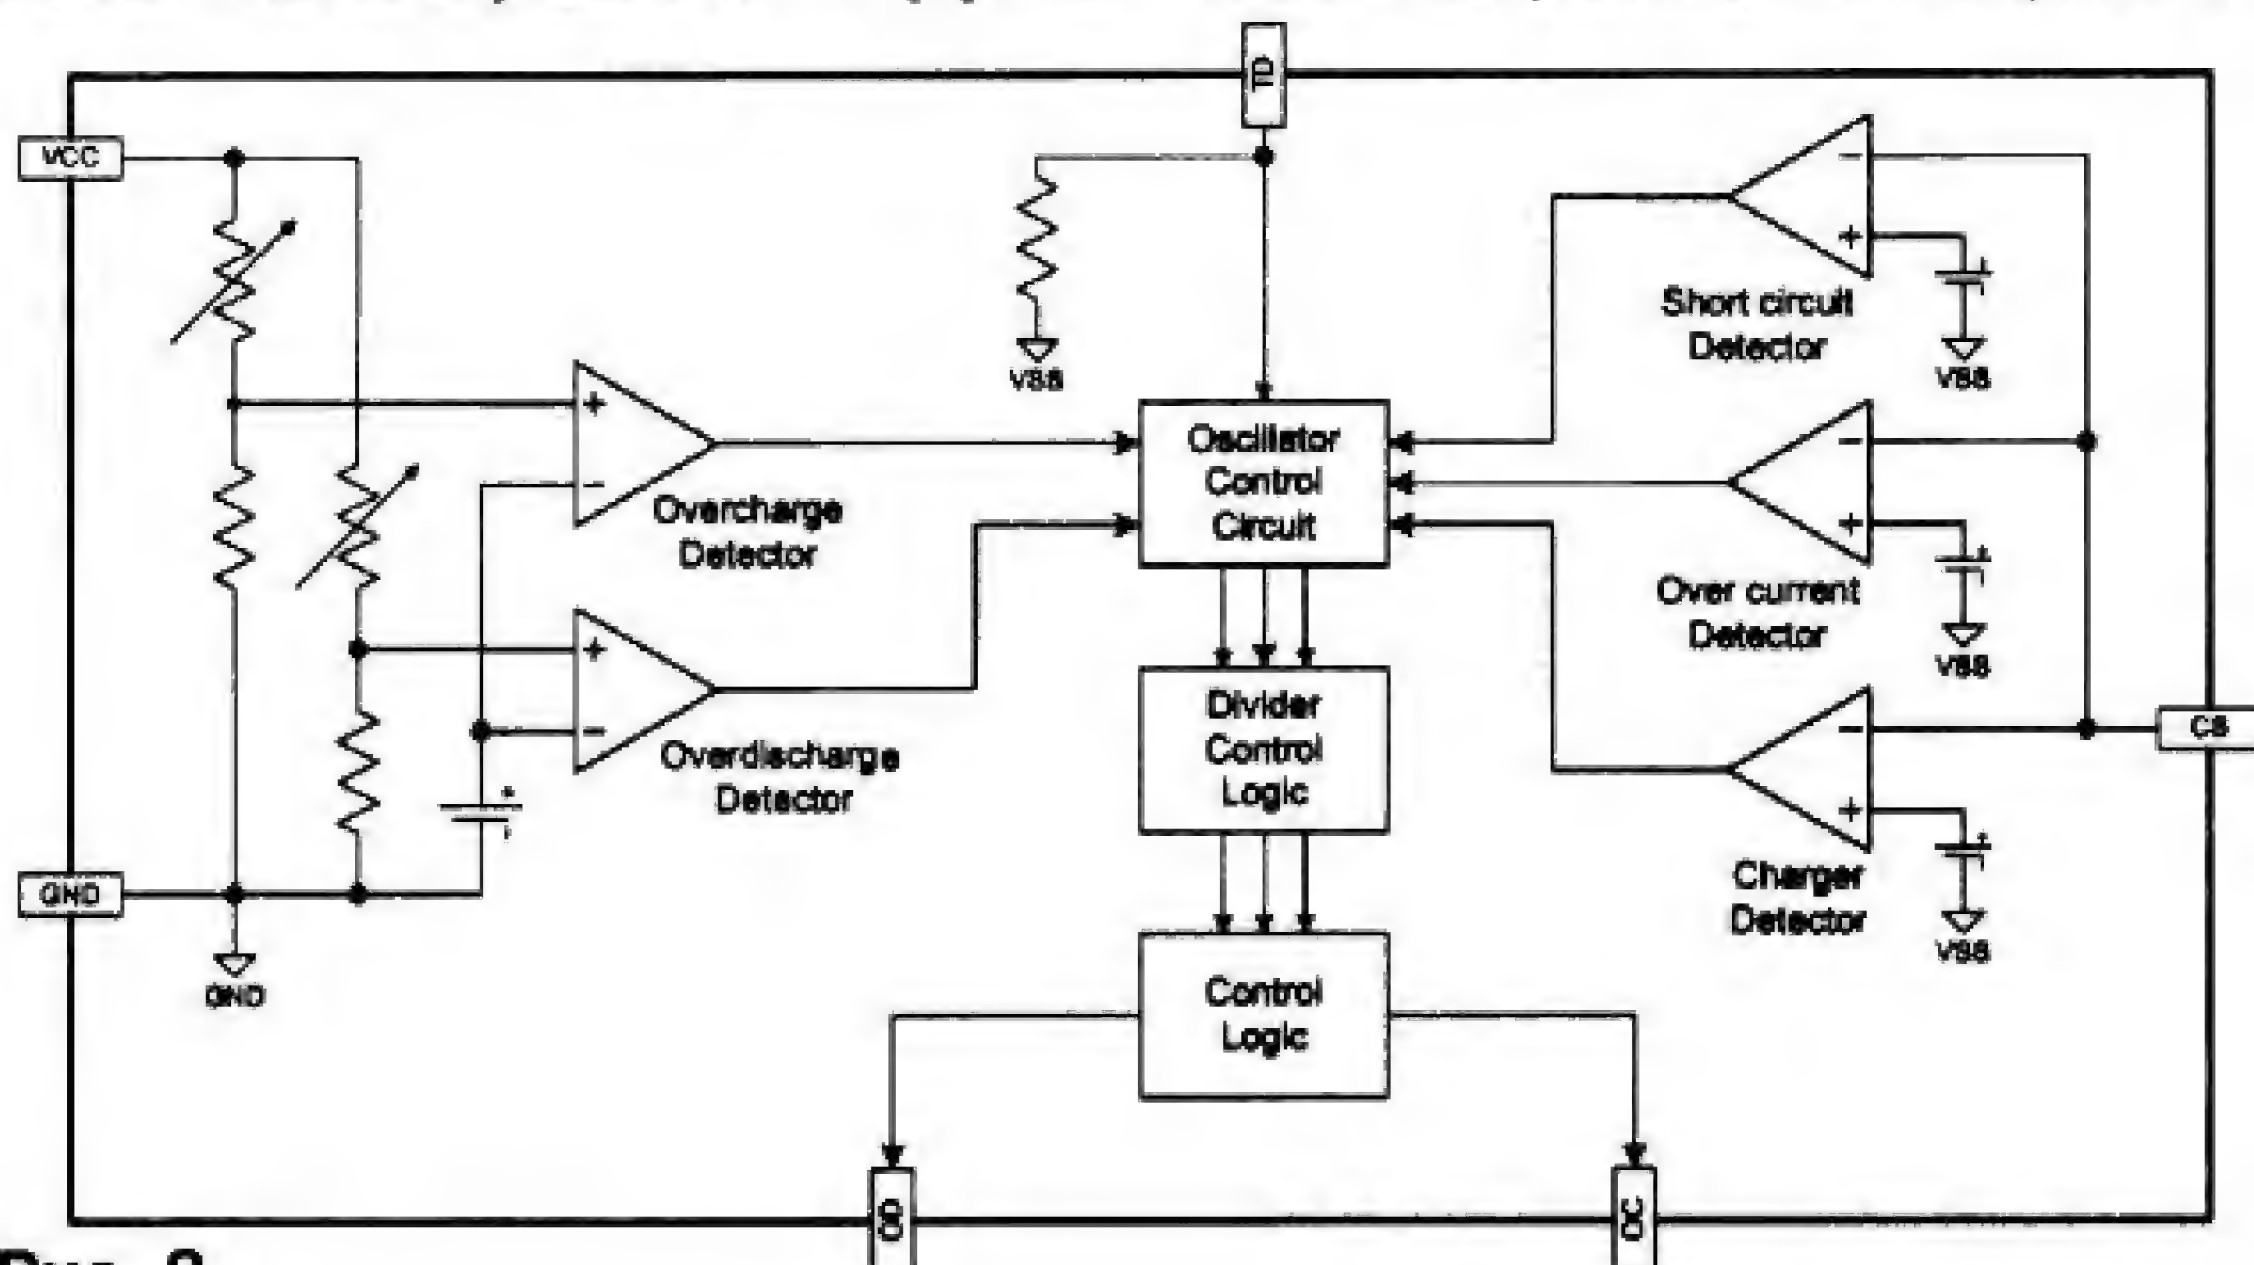 TD
VCC
Short circuit
Detector
VSS
VSS
Oscillator
Control
Circuit
Overcharge
Detector
Over current
Detector
VSS
Divider
Control
Logic
CS
Overdischarge
Detector
Charger
Detector
VSS
GND
GND
Control
Logic
OD
OC